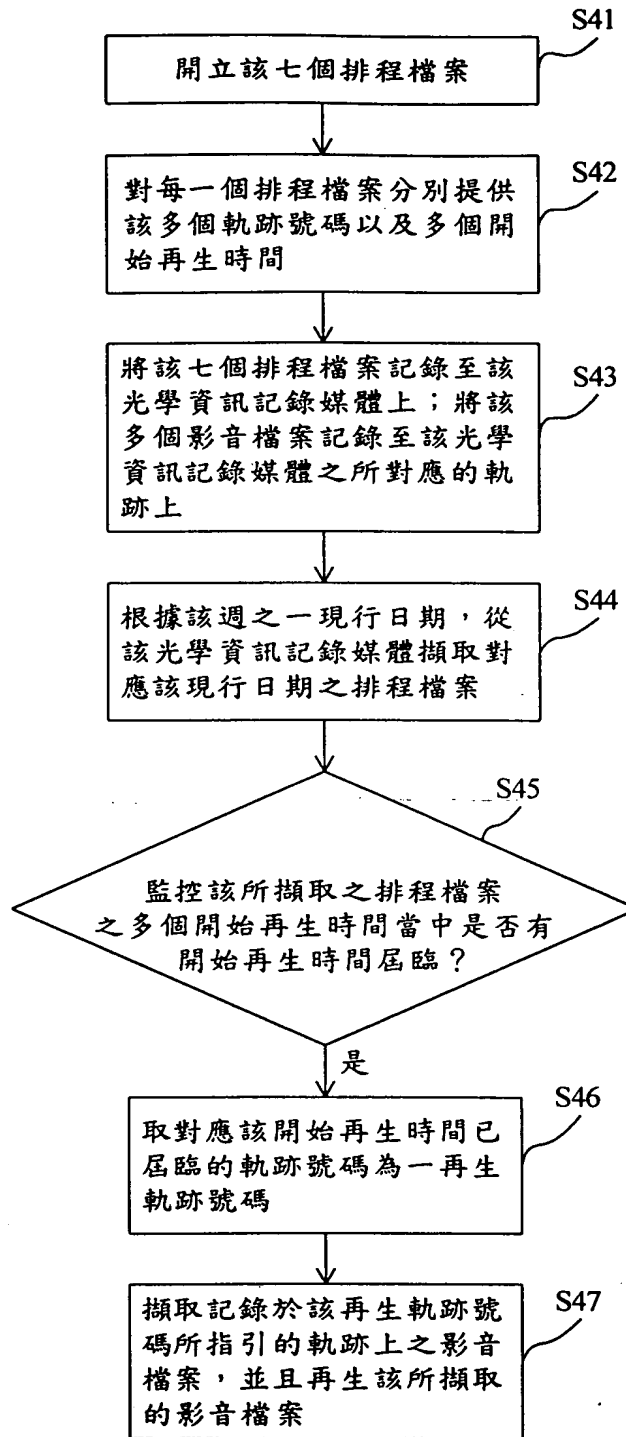 S41
開立該七個排程檔案
S42
對每一個排程檔案分別提供
該多個軌跡號碼以及多個開
始再生時間
S43
將該七個排程檔案記錄至該
光學資訊記錄媒體上；將該
多個影音檔案記錄至該光學
資訊記錄媒體之所對應的軌
跡上
S44
根據該週之一現行日期，從
該光學資訊記錄媒體擷取對
應該現行日期之排程檔案
S45
監控該所擷取之排程檔案
之多個開始再生時間當中是否有
開始再生時間屆臨？
是
S46
取對應該開始再生時間已
屆臨的軌跡號碼為一再生
軌跡號碼
S47
擷取記錄於該再生軌跡號
碼所指引的軌跡上之影音
檔案，並且再生該所擷取
的影音檔案